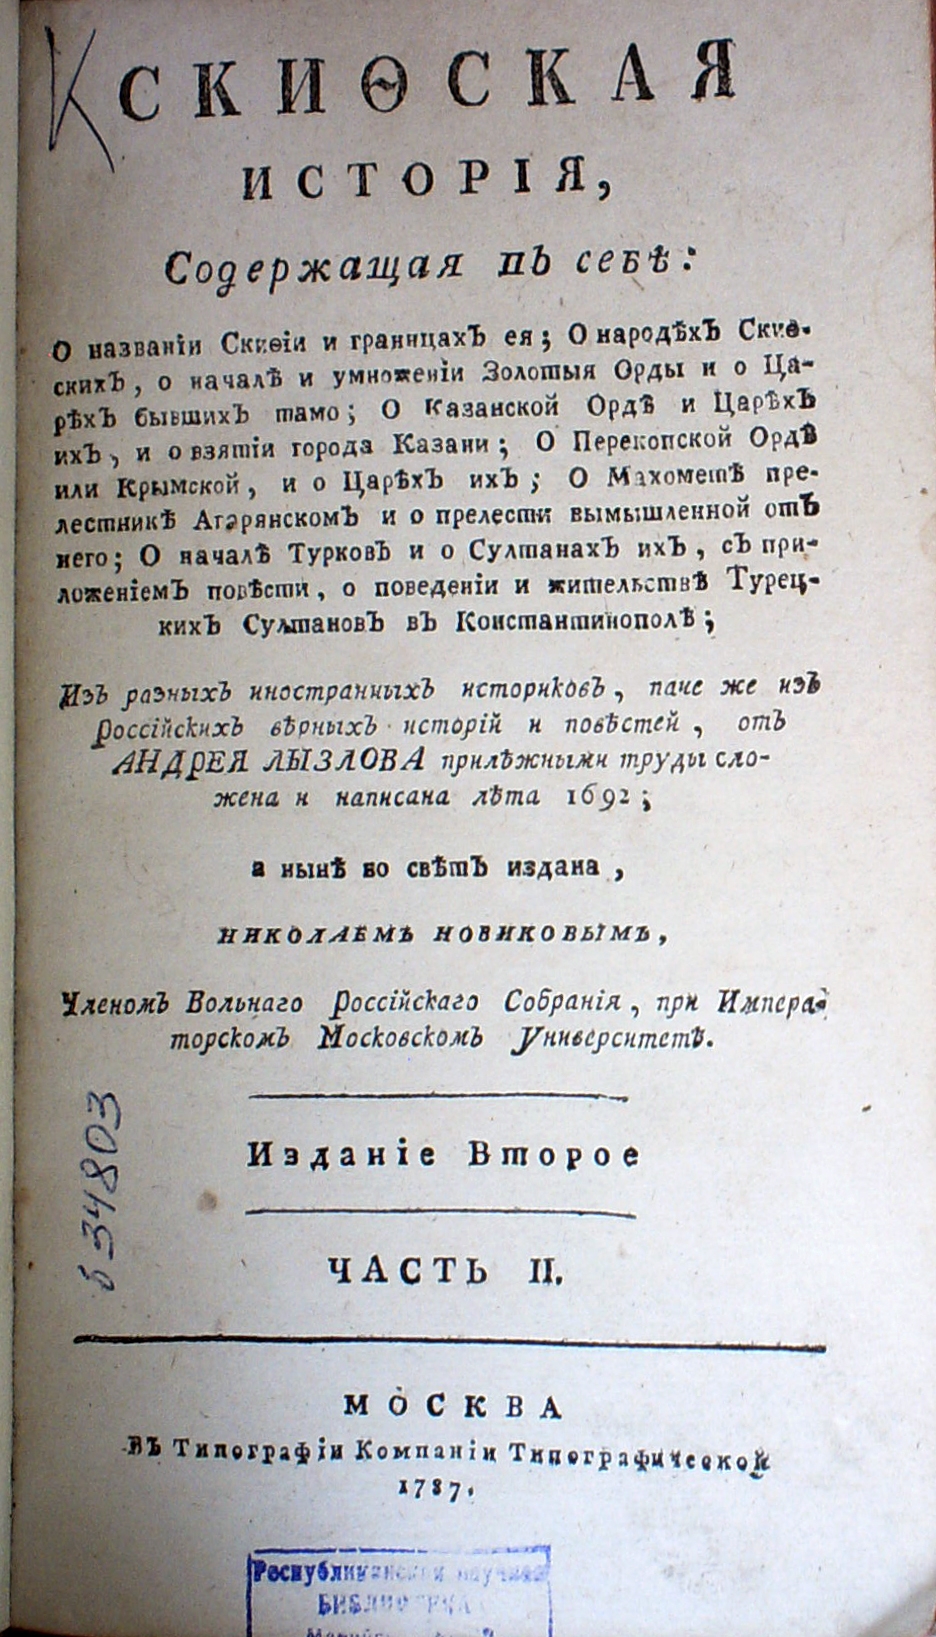 СКИѲСКАЯ
ИСТОРІЯ,
Содержащая въ себѣ:
О названіи Скиѳіи и границахЪ ея; О народѣхЪ Скиѳ-
скихЪ, о началѣ и умноженіи Золотыя Орды и о Ца-
рѣхЪ бывшихЪ тамо; О Казанской Ордѣ и ЦарѣхЪ
ихЪ, и о взятіи города Казани; О Перекопской Ордѣ
или Крымской, и о ЦарѣхЪ ихЪ; О Махометѣ пре-
лестникѣ АгарянскомЪ и о прелести вымышленной отЪ
него; О началѣ ТурковЪ и о СултанахЪ ихЪ, сЪ при-
ложеніемЪ повѣсти, о поведеніи и жительствѣ Турец-
кихЪ СултановЪ вЪ Константинополѣ;
Изъ разныхъ иностранныхъ историковъ, паче же изъ
Россійскихъ вѣрныхъ исторій и повѣстей, отъ
АНДРЕЯ ЛЫЗЛОВА прилѣжными труды сло-
жена и написана лѣта 1692;
а нынѣ во свѣтЪ издана,
НИКОЛАЕМЪ НОВИКОВЫМЪ,
Членомъ Вольнаго Россійскаго Собранія, при Импера-
торскомъ Московскомъ Университетѣ.
Изданіе Второе
ЧАСТЬ II.
МОСКВА
ВЪ Типографіи Компаніи Типографической
1787.
К
534803
Республиканская научная
БИБЛИОТЕКА